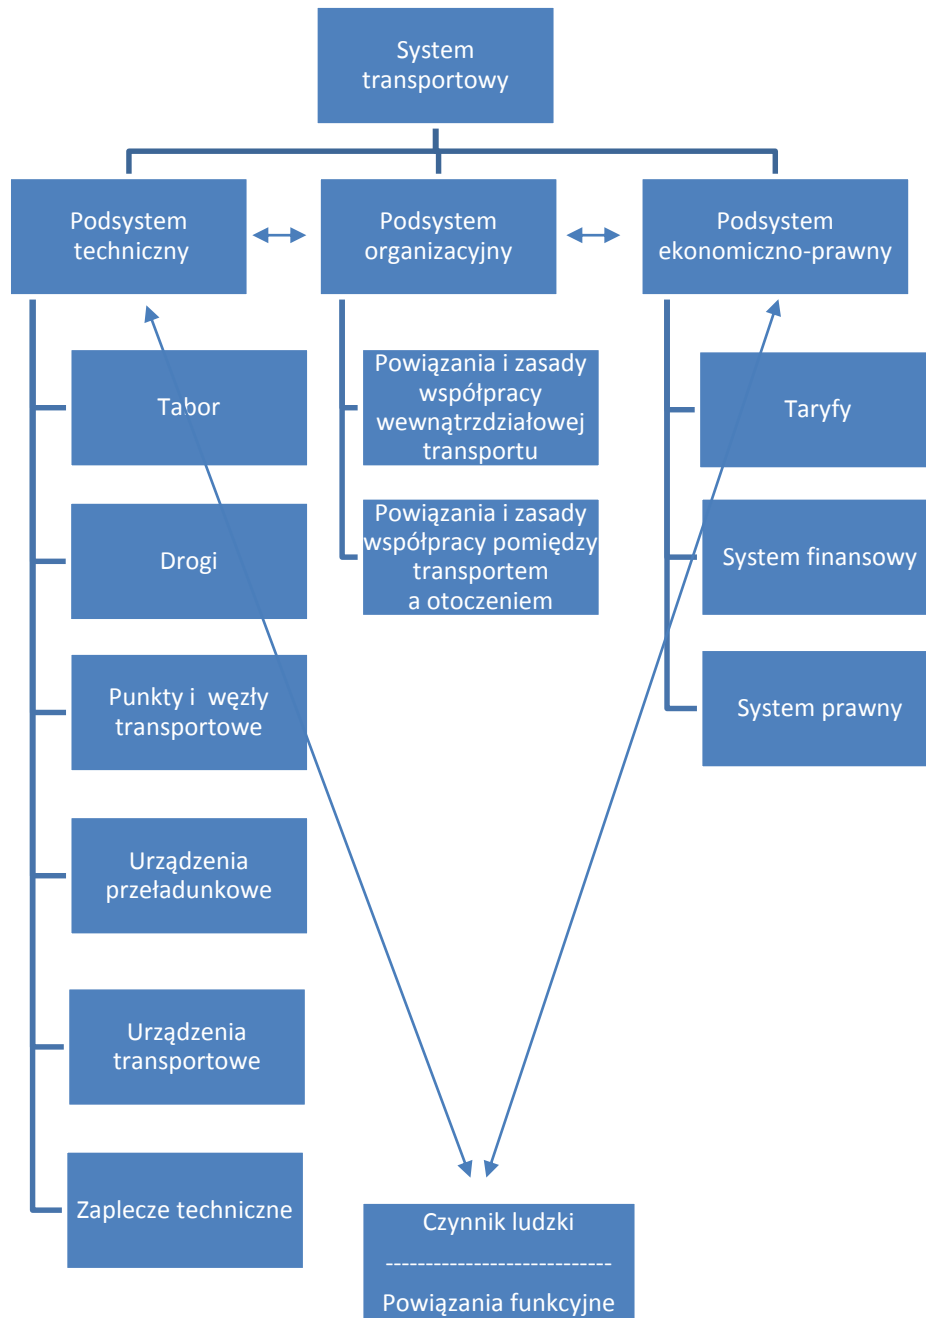 System
transportowy
Podsystem
techniczny
Podsystem
organizacyjny
Podsystem
ekonomiczno-prawny
Tabor
Drogi
Punkty i węzły
transportowe
Urządzenia
przeładunkowe
Urządzenia
transportowe
Zaplecze techniczne
Powiązania i zasady
współpracy
wewnątrzdziałowej
transportu
Powiązania i zasady
współpracy pomiędzy
transportem
a otoczeniem
Taryfy
System finansowy
System prawny
Czynnik ludzki
----------------------------
Powiązania funkcyjne